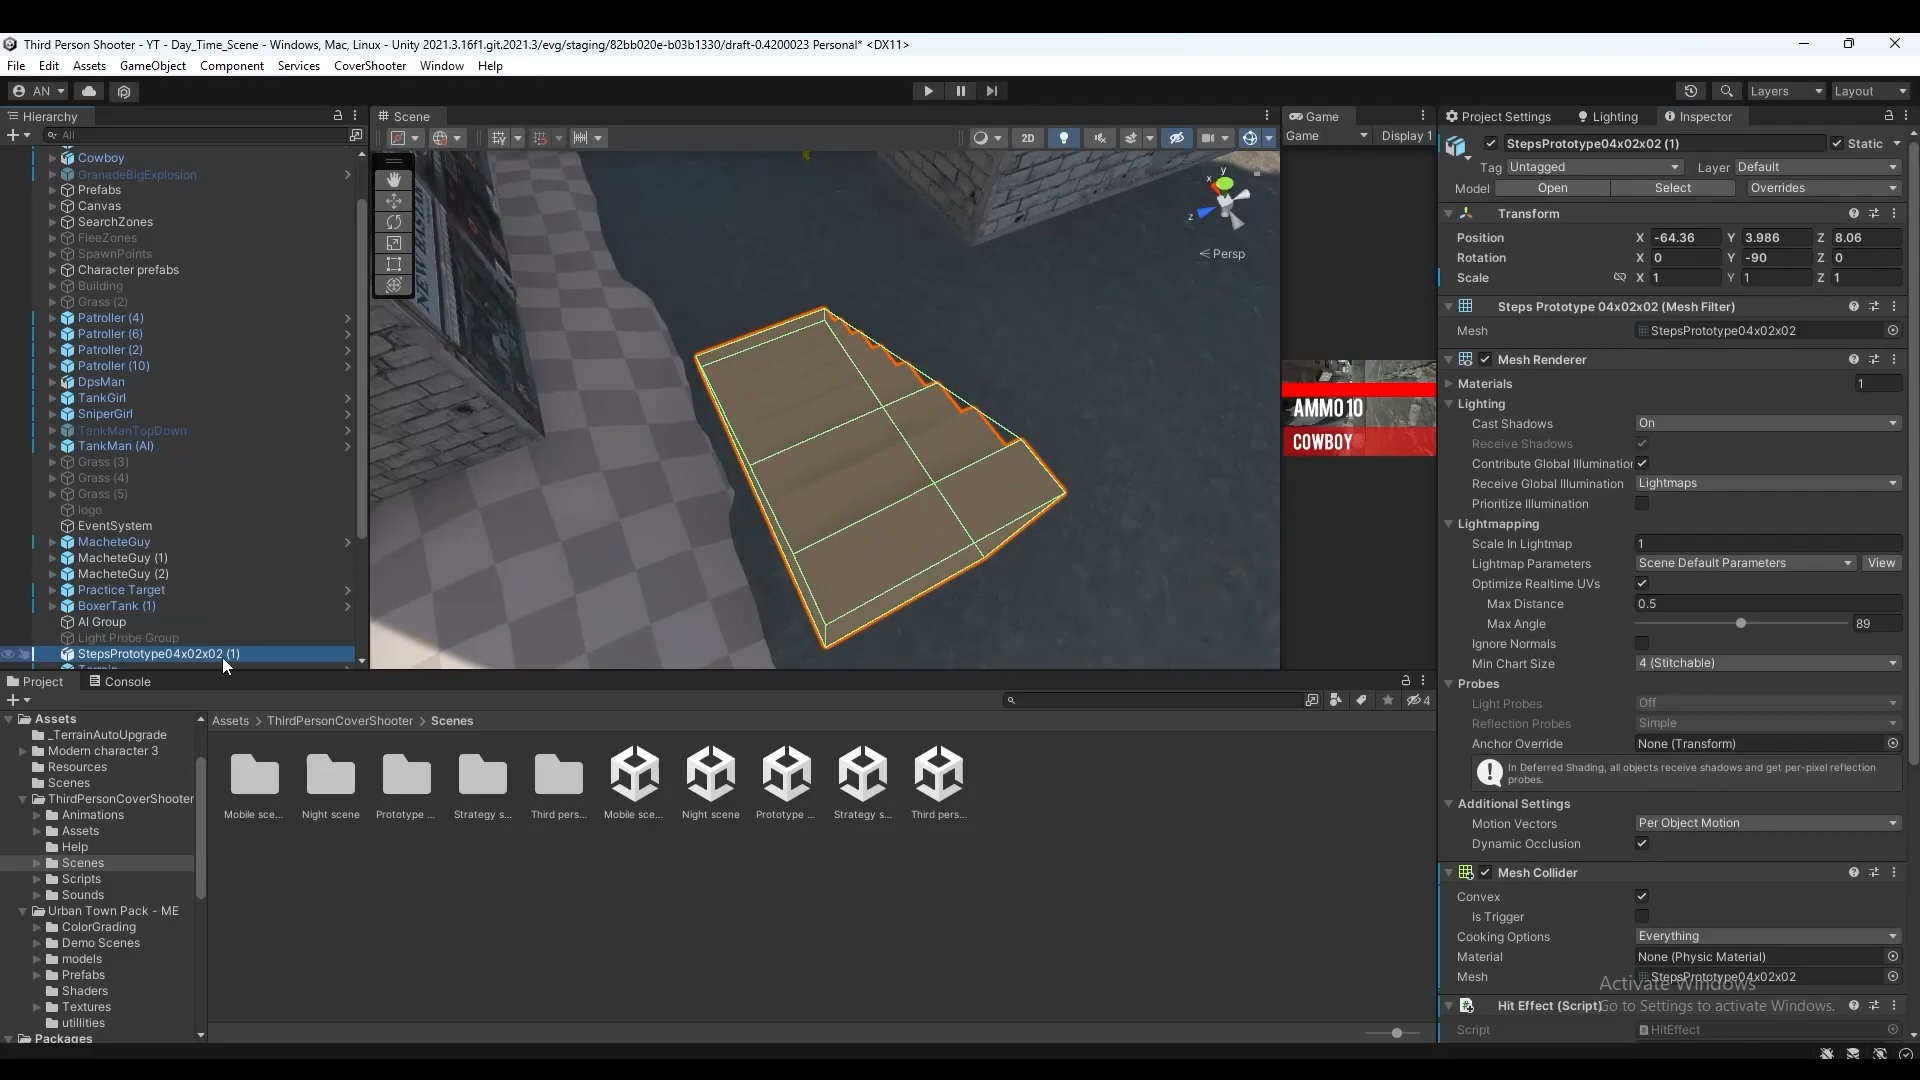 Third Person Shooter - YT - Day_Time_Scene - Windows, Mac, Linux - Unity 2021.3.16f1.git.2021.3/evg/staging/82bb020e-b03b1330/draft-0.4200023 Personal* <DX11>
File Edit Assets GameObject Component Services CoverShooter Window Help
AN Layers Layout
Hierarchy
All
Cowboy
GranadeBigExplosion
Prefabs
Canvas
SearchZones
FleeZones
SpawnPoints
Character prefabs
Building
Grass (2)
Patroller (4)
Patroller (6)
Patroller (2)
Patroller (10)
DpsMan
TankGirl
SniperGirl
TankManTopDown
TankMan (AI)
Grass (3)
Grass (4)
Grass (5)
logo
EventSystem
MacheteGuy
MacheteGuy (1)
MacheteGuy (2)
Practice Target
BoxerTank (1)
AI Group
Light Probe Group
StepsPrototype04x02x02 (1)
Terrain
Scene
2D
y
x
z
< Persp
NEW BAB
Game
Game Display 1
AMMO 10
COWBOY
Project Settings Lighting Inspector
StepsPrototype04x02x02 (1) Static
Tag Untagged Layer Default
Model Open Select Overrides
Transform
Position X -64.36 Y 3.986 Z 8.06
Rotation X 0 Y -90 Z 0
Scale X 1 Y 1 Z 1
Steps Prototype 04x02x02 (Mesh Filter)
Mesh StepsPrototype04x02x02
Mesh Renderer
Materials 1
Lighting
Cast Shadows On
Receive Shadows
Contribute Global Illumination
Receive Global Illumination Lightmaps
Prioritize Illumination
Lightmapping
Scale In Lightmap 1
Lightmap Parameters Scene Default Parameters View
Optimize Realtime UVs
Max Distance 0.5
Max Angle 89
Ignore Normals
Min Chart Size 4 (Stitchable)
Probes
Light Probes Off
Reflection Probes Simple
Anchor Override None (Transform)
In Deferred Shading, all objects receive shadows and get per-pixel reflection
probes.
Additional Settings
Motion Vectors Per Object Motion
Dynamic Occlusion
Mesh Collider
Convex
Is Trigger
Cooking Options Everything
Material None (Physic Material)
Mesh StepsPrototype04x02x02
Activate Windows
Hit Effect (Script)
Go to Settings to activate Windows.
Script HitEffect
Project Console
4
Assets > ThirdPersonCoverShooter > Scenes
Assets
_TerrainAutoUpgrade
Modern character 3
Resources
Scenes
ThirdPersonCoverShooter
Animations
Assets
Help
Scenes
Scripts
Sounds
Urban Town Pack - ME
ColorGrading
Demo Scenes
models
Prefabs
Shaders
Textures
utillities
Packages
Mobile sce... Night scene Prototype ... Strategy s... Third pers... Mobile sce... Night scene Prototype ... Strategy s... Third pers...